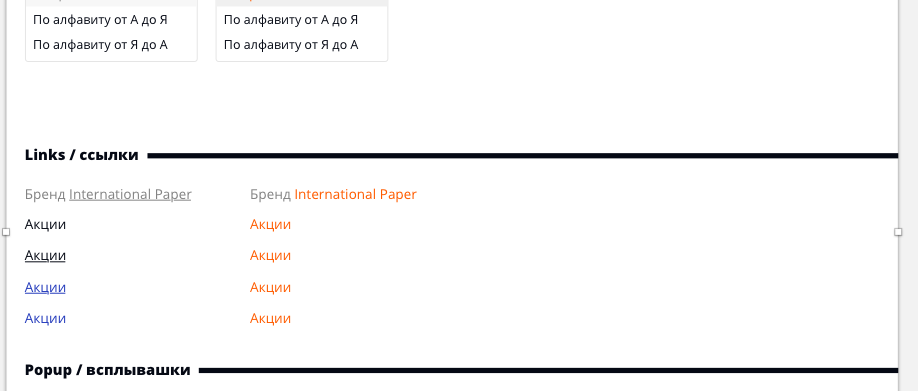 По алфавиту от А до Я По алфавиту от А до Я
По алфавиту от Я до А По алфавиту от Я до А
Links / ссылки
Бренд International Paper Бренд International Paper
Акции Акции
Акции Акции
Акции Акции
Акции Акции
Popup / всплывашки